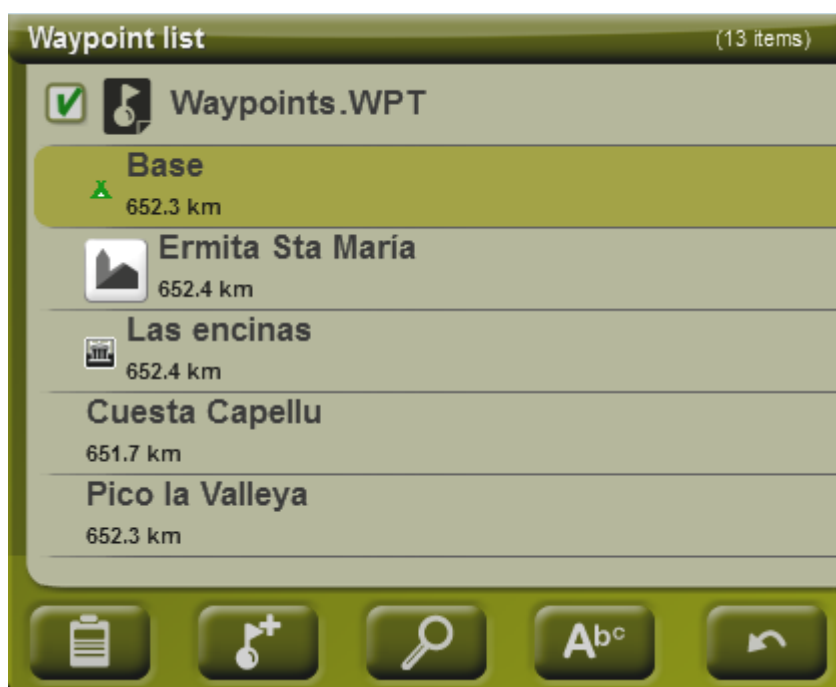 Waypoint list (13 items)
Waypoints.WPT
Base
652.3 km
Ermita Sta María
652.4 km
Las encinas
652.4 km
Cuesta Capellu
651.7 km
Pico la Valleya
652.3 km
Abc